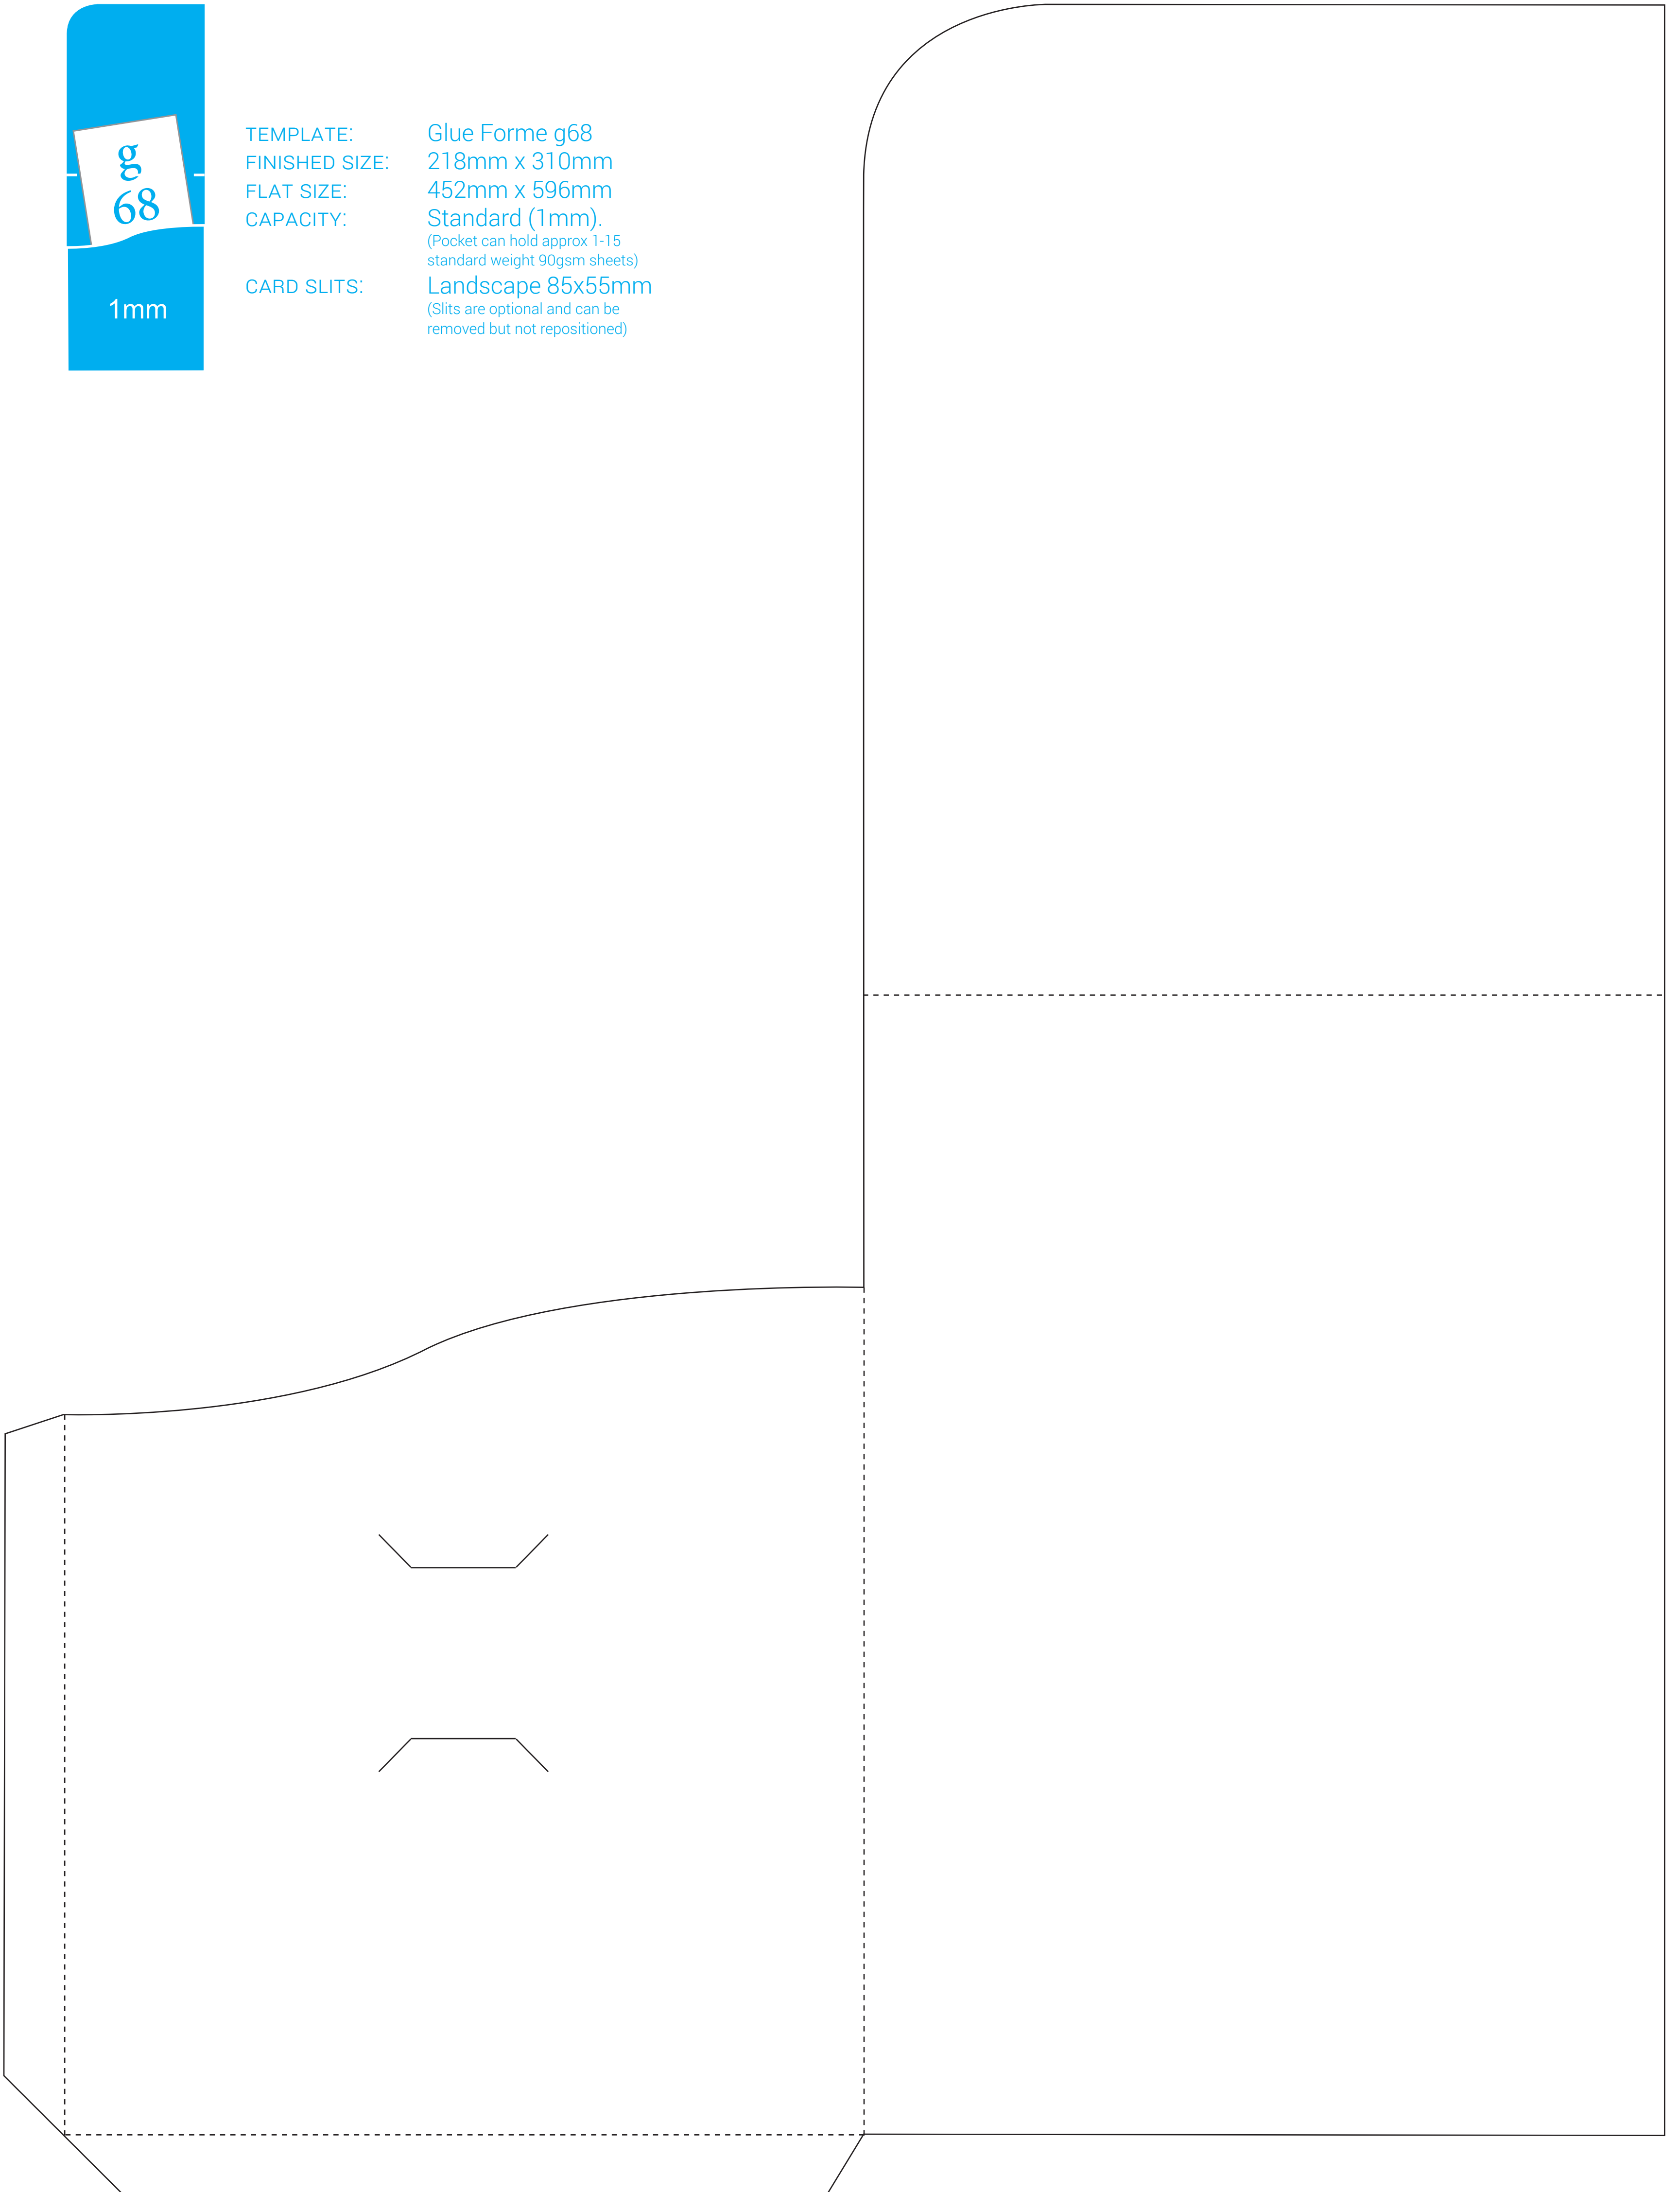 g
68
1mm
TEMPLATE: Glue Forme g68
FINISHED SIZE: 218mm x 310mm
FLAT SIZE: 452mm x 596mm
CAPACITY: Standard (1mm).
(Pocket can hold approx 1-15
standard weight 90gsm sheets)
CARD SLITS: Landscape 85x55mm
(Slits are optional and can be
removed but not repositioned)